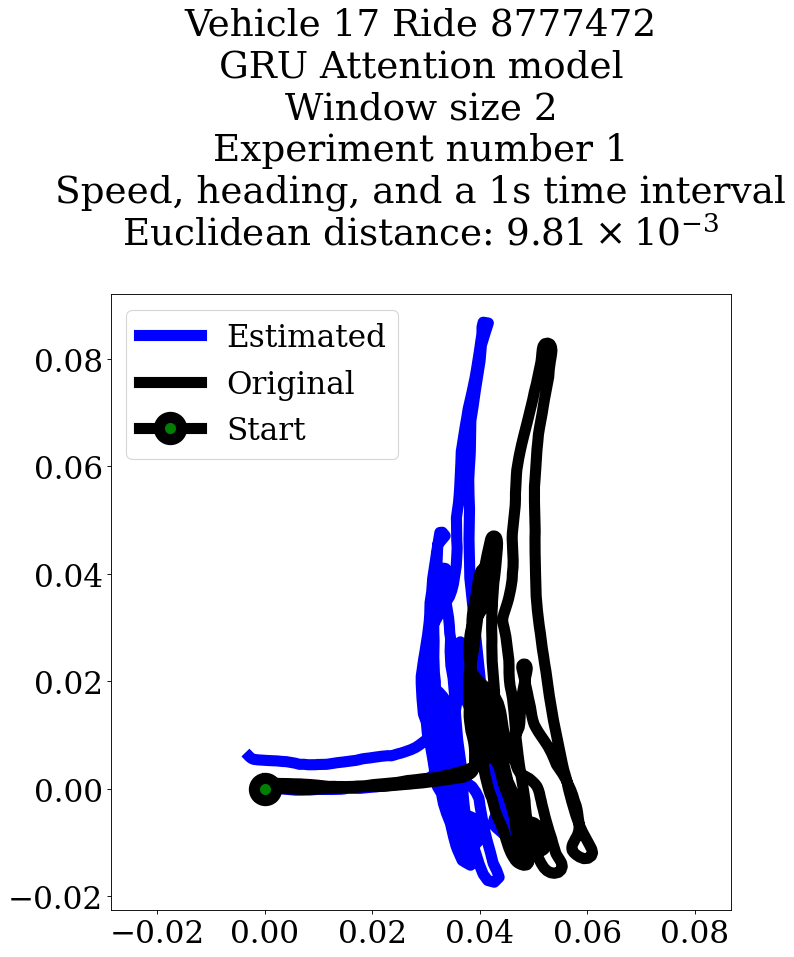 Vehicle 17 Ride 8777472
GRU Attention model
Window size 2
Experiment number 1
Speed, heading, and a 1s time interval
Euclidean distance: 9.81 × 10⁻³
Estimated
Original
Start
0.08
0.06
0.04
0.02
0.00
−0.02
−0.02 0.00 0.02 0.04 0.06 0.08